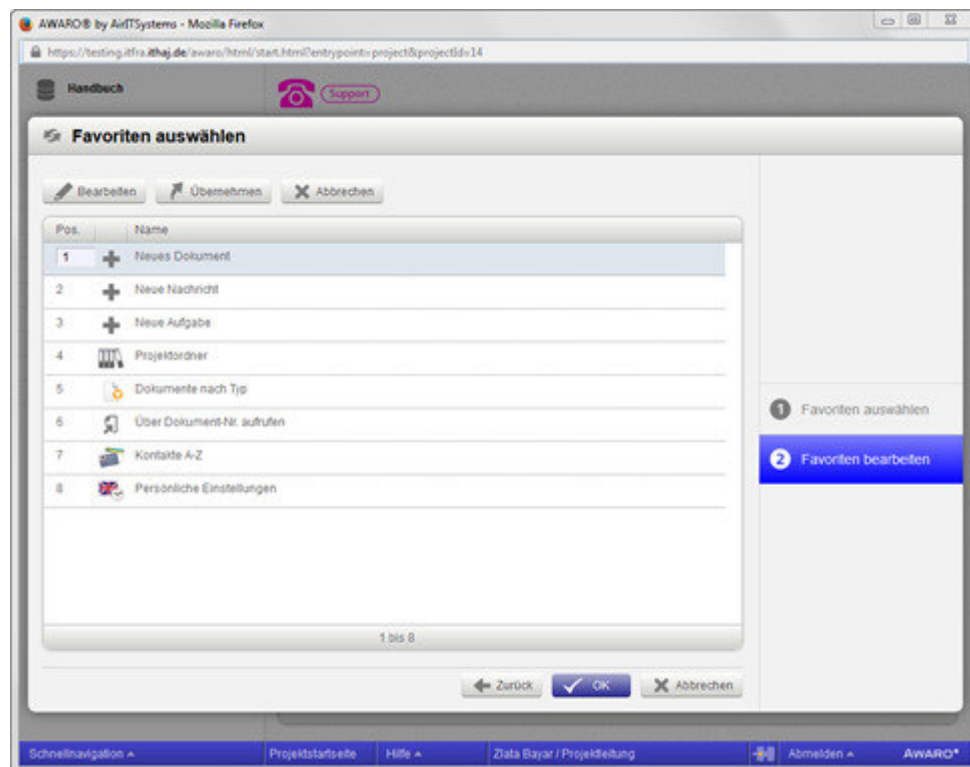 AWARO® by AirITSystems - Mozilla Firefox
https://testing.itfra.ithaj.de/awaro/html/start.html?entrypoint=project&projectId=14
Handbuch
Support
Favoriten auswählen
Bearbeiten Übernehmen Abbrechen
Pos. Name
1 Neues Dokument
2 Neue Nachricht
3 Neue Aufgabe
4 Projektordner
5 Dokumente nach Typ
6 Über Dokument-Nr. aufrufen
7 Kontakte A-Z
8 Persönliche Einstellungen
1 bis 8
1 Favoriten auswählen
2 Favoriten bearbeiten
Zurück OK Abbrechen
Schnellnavigation Projektstartseite Hilfe Zlata Bayar / Projektleitung Abmelden AWARO®